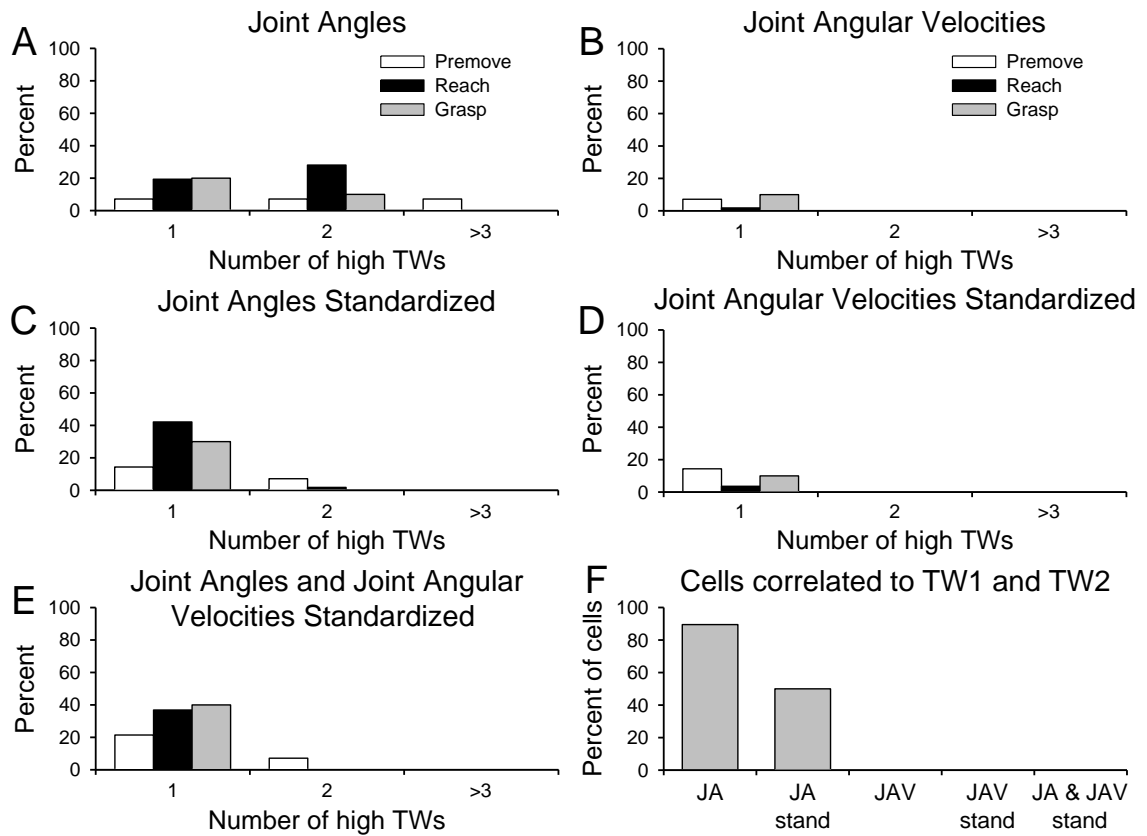 A
Joint Angles
Percent
100
80
60
40
20
0
Premove
Reach
Grasp
1 2 >3
Number of high TWs
B
Joint Angular Velocities
Percent
100
80
60
40
20
0
Premove
Reach
Grasp
1 2 >3
Number of high TWs
C
Joint Angles Standardized
Percent
100
80
60
40
20
0
1 2 >3
Number of high TWs
D
Joint Angular Velocities Standardized
Percent
100
80
60
40
20
0
1 2 >3
Number of high TWs
E
Joint Angles and Joint Angular
Velocities Standardized
Percent
100
80
60
40
20
0
1 2 >3
Number of high TWs
F
Cells correlated to TW1 and TW2
Percent of cells
100
80
60
40
20
0
JA JA JAV JAV JA & JAV
stand stand stand